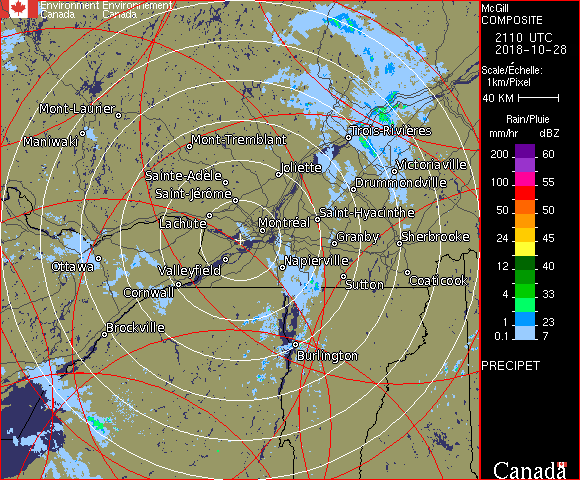 Environment Environnement
Canada Canada
McGill
COMPOSITE
2110 UTC
2018-10-28
Scale/Échelle:
1km/Pixel
40 KM
Rain/Pluie
mm/hr dBZ
200 60
100 55
50 50
24 45
12 40
4 33
1 23
0.1 7
PRECIPET
Canada
Mont-Laurier
Maniwaki
Mont-Tremblant
Trois-Rivières
Sainte-Adèle
Joliette
Victoriaville
Saint-Jérôme
Drummondville
Lachute
Saint-Hyacinthe
Montréal
Granby
Sherbrooke
Ottawa
Valleyfield
Napierville
Cornwall
Sutton
Coaticook
Brockville
Burlington